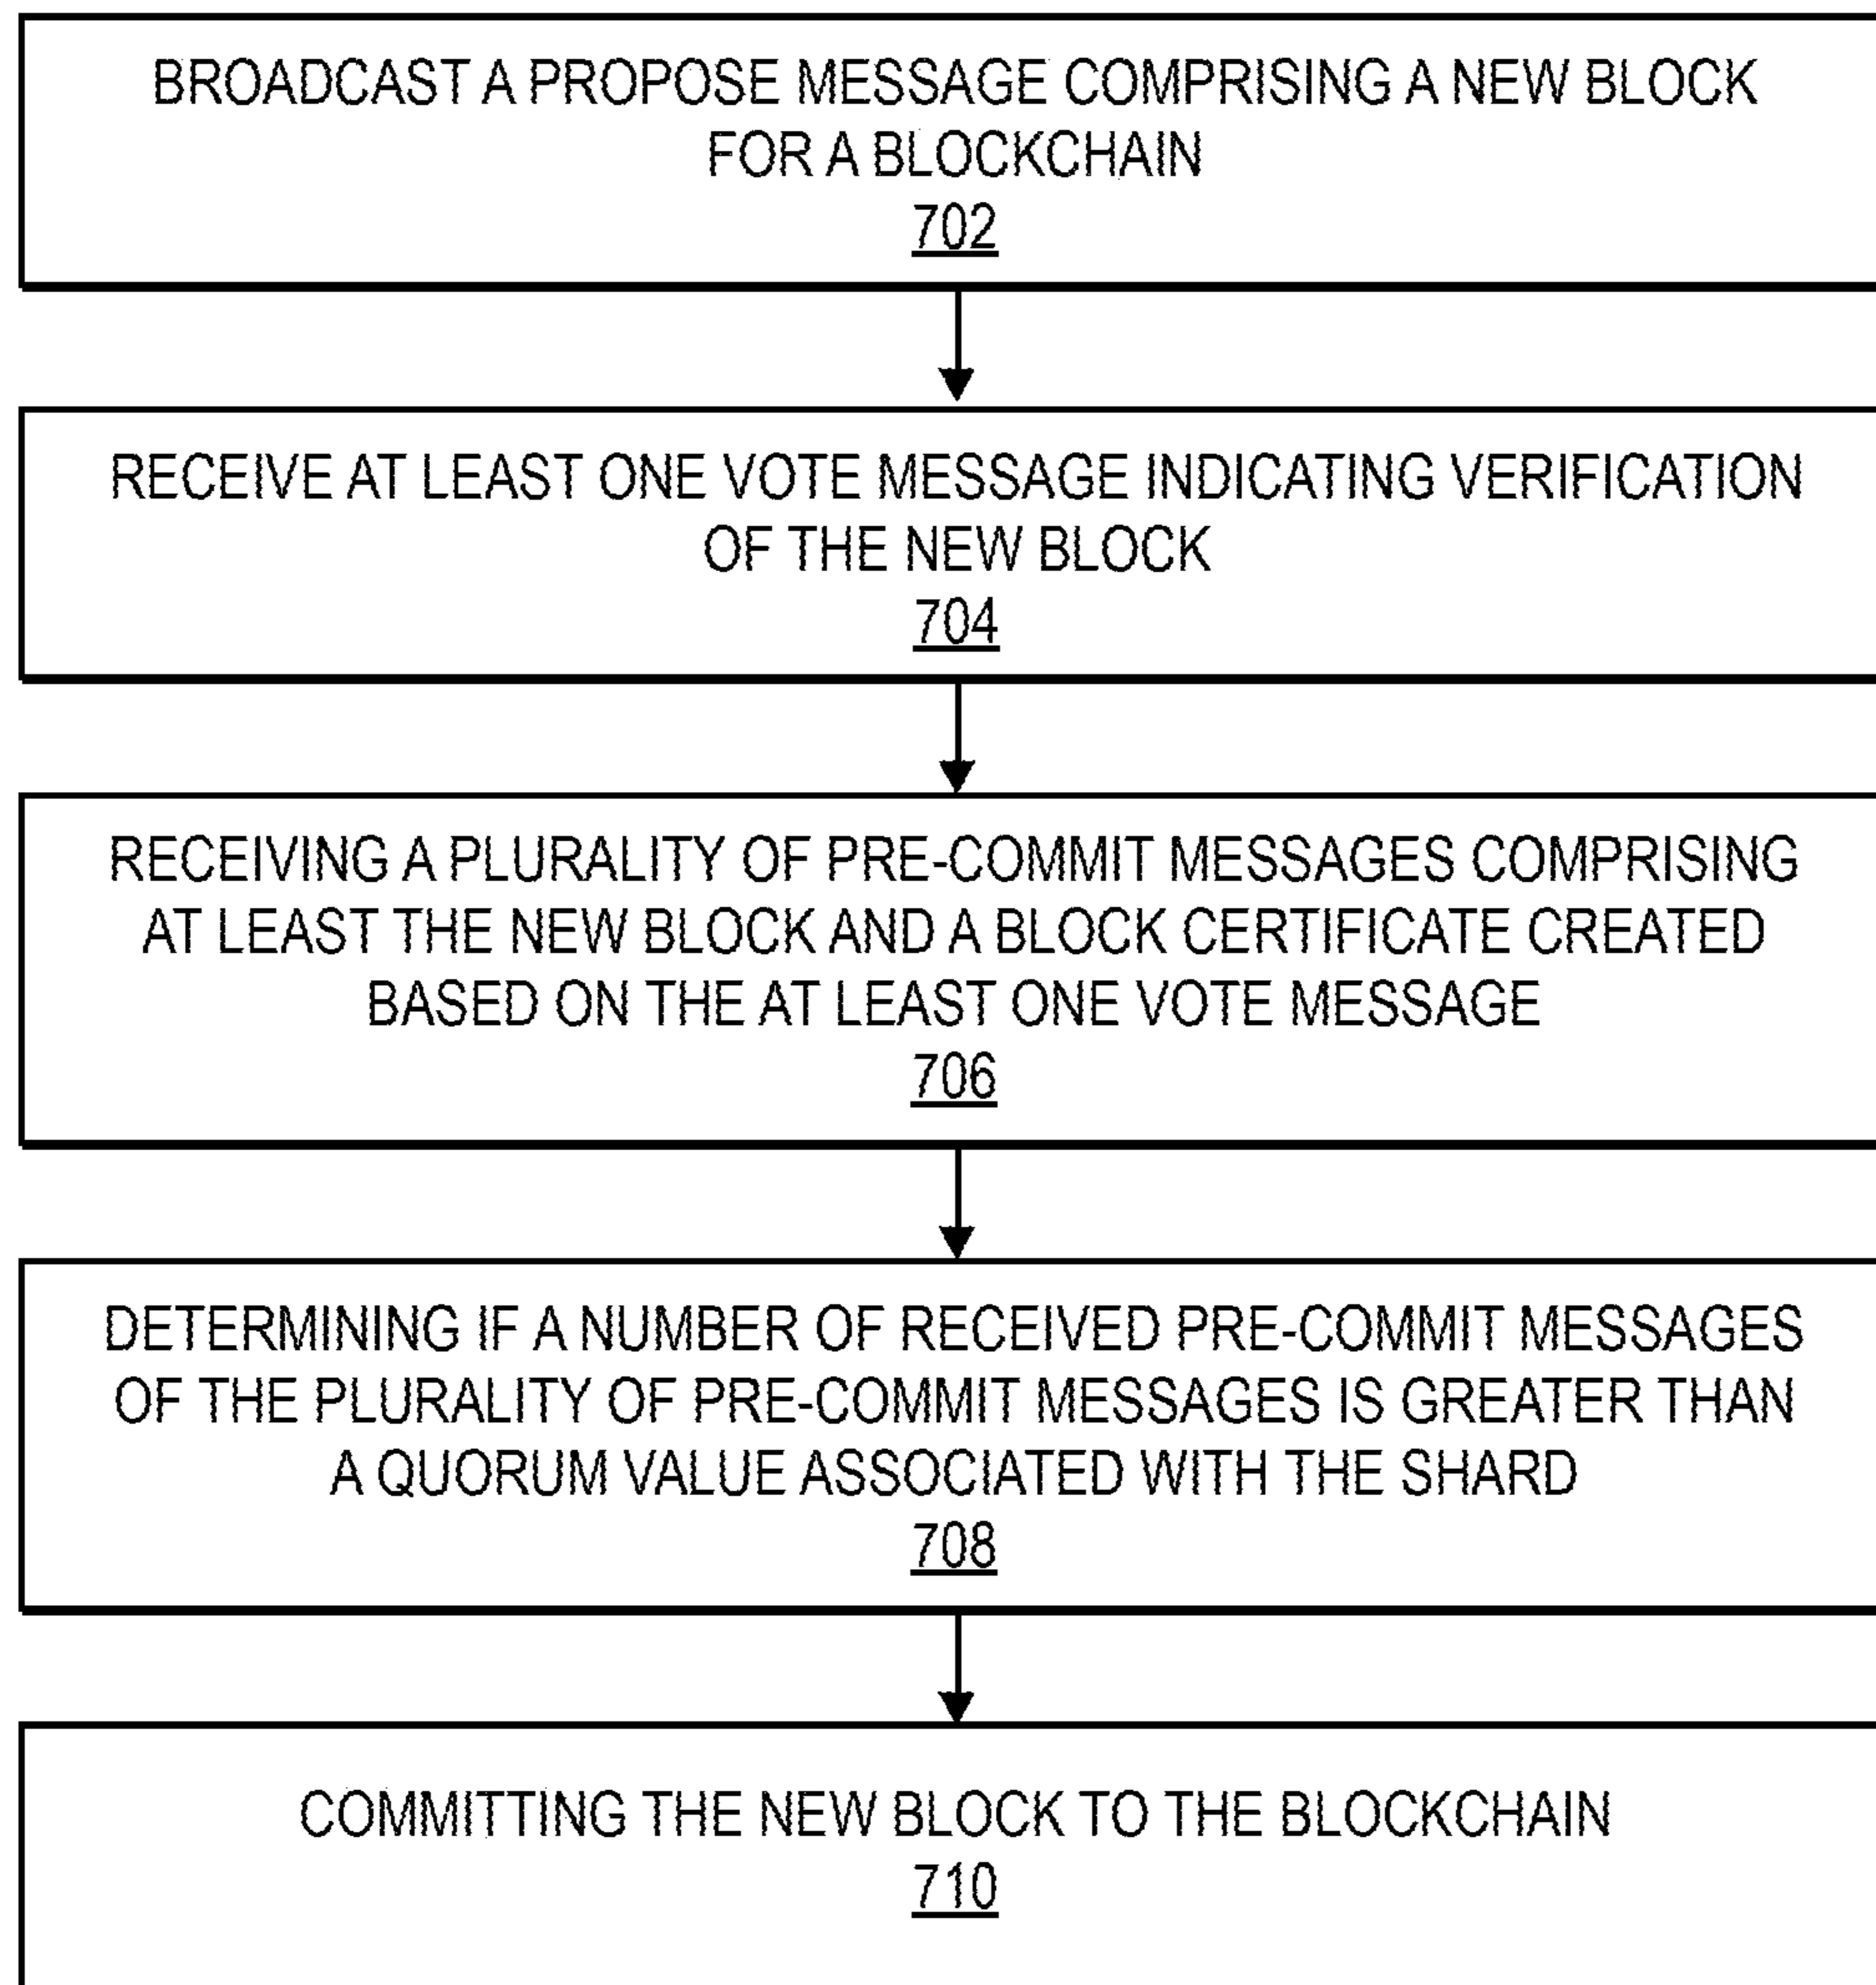 BROADCAST A PROPOSE MESSAGE COMPRISING A NEW BLOCK
FOR A BLOCKCHAIN
702
RECEIVE AT LEAST ONE VOTE MESSAGE INDICATING VERIFICATION
OF THE NEW BLOCK
704
RECEIVING A PLURALITY OF PRE-COMMIT MESSAGES COMPRISING
AT LEAST THE NEW BLOCK AND A BLOCK CERTIFICATE CREATED
BASED ON THE AT LEAST ONE VOTE MESSAGE
706
DETERMINING IF A NUMBER OF RECEIVED PRE-COMMIT MESSAGES
OF THE PLURALITY OF PRE-COMMIT MESSAGES IS GREATER THAN
A QUORUM VALUE ASSOCIATED WITH THE SHARD
708
COMMITTING THE NEW BLOCK TO THE BLOCKCHAIN
710